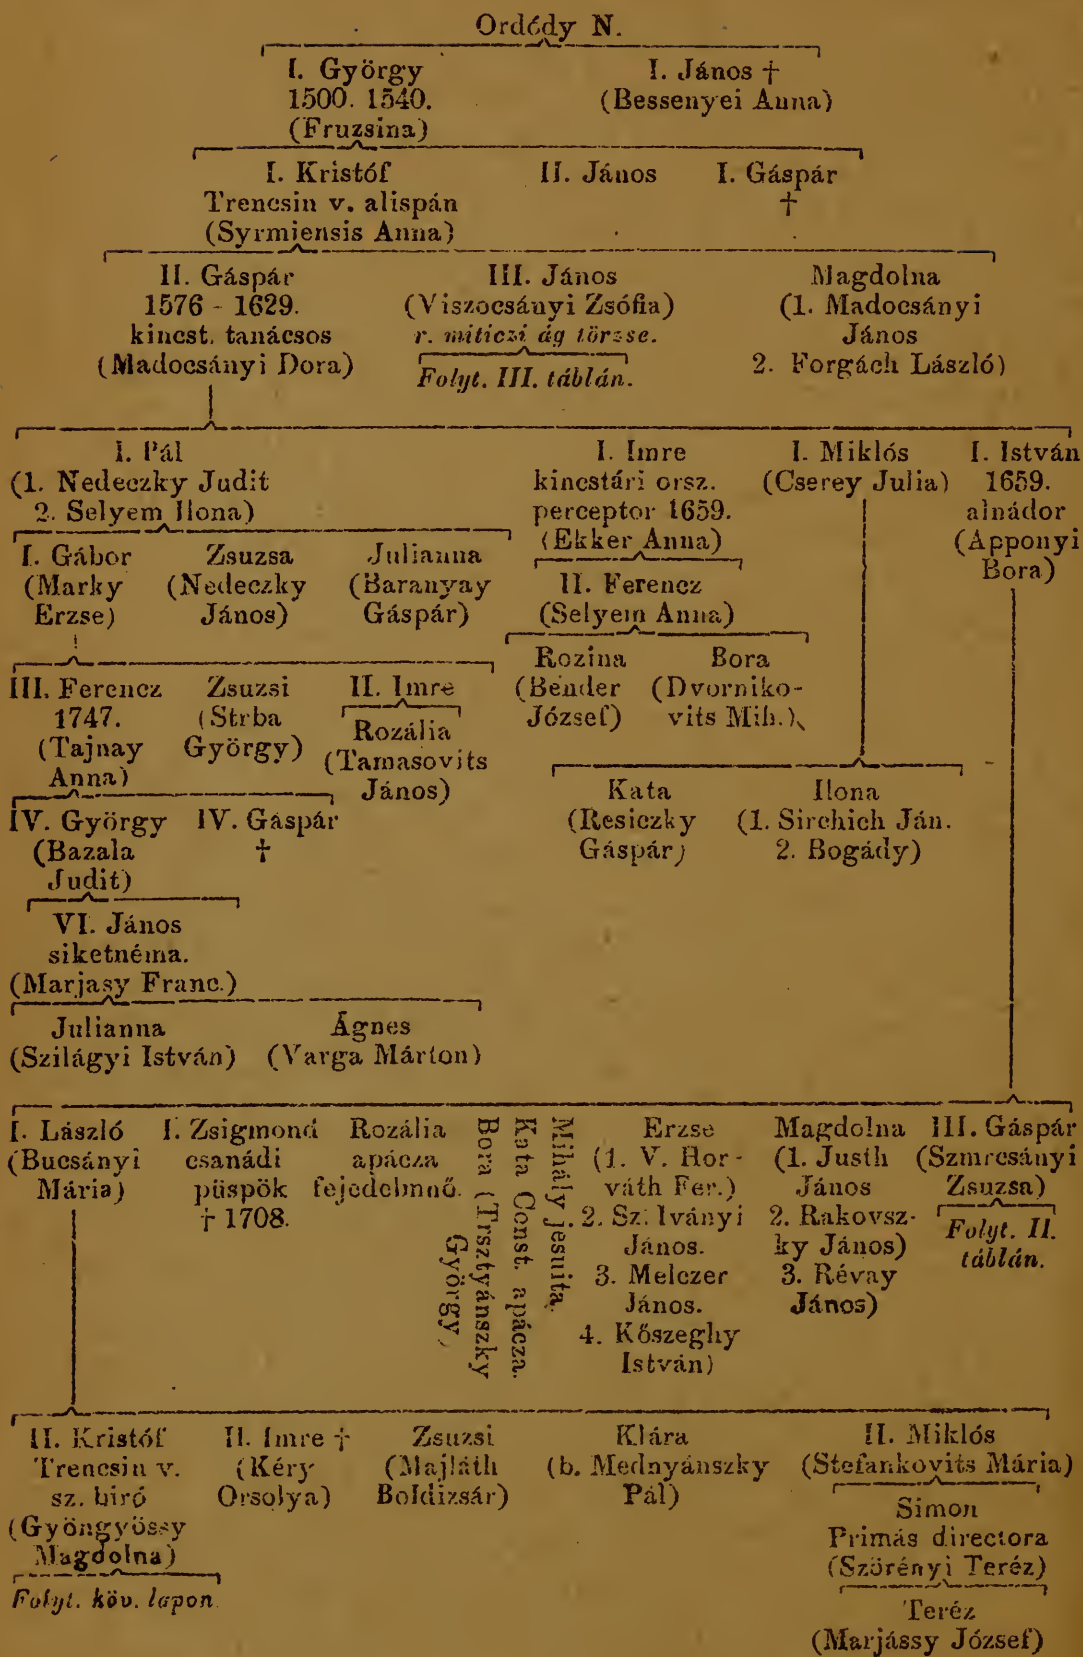 Ordódy N.
I. György
1500. 1540.
(Fruzsina)
I. János †
(Bessenyei Anna)
I. Kristóf
Trencsin v. alispán
(Syrmiensis Anna)
II. János
I. Gáspár
†
II. Gáspár
1576 - 1629.
kincst. tanácsos
(Madocsányi Dora)
III. János
(Viszocsányi Zsófia)
r. miticzi ág törzse.
Folyt. III. táblán.
Magdolna
(1. Madocsányi
János
2. Forgách László)
I. Pál
(1. Nedeczky Judit
2. Selyem Ilona)
I. Imre
kincstári orsz.
perceptor 1659.
(Ekker Anna)
I. Miklós
(Cserey Julia)
I. István
1659.
alnádor
(Apponyi
Bora)
I. Gábor
(Marky
Erzse)
Zsuzsa
(Nedeczky
János)
Julianna
(Baranyay
Gáspár)
II. Ferencz
(Selyem Anna)
Rozina
(Bender
József)
Bora
(Dvorniko-
vits Mih.)
III. Ferencz
1747.
(Tajnay
Anna)
Zsuzsi
(Strba
György)
II. Imre
Rozália
(Tamasovits
János)
Kata
(Resiczky
Gáspár)
Ilona
(1. Sirchich Ján.
2. Bogády)
IV. György
(Bazala
Judit)
IV. Gáspár
†
VI. János
siketnéma.
(Marjasy Franc.)
Julianna
(Szilágyi István)
Ágnes
(Varga Márton)
I. László
(Bucsányi
Mária)
I. Zsigmond
csanádi
püspök
† 1708.
Rozália
apácza
fejedelmnő.
Bora (Trsztyánszky
György)
Kata Const. apácza.
Mihály jesuita.
Erzse
(1. V. Hor-
váth Fer.)
2. Sz. Iványi
János.
3. Melczer
János.
4. Kőszeghy
István)
Magdolna
(1. Justh
János
2. Rakovsz-
ky János)
3. Révay
János)
III. Gáspár
(Szmrcsányi
Zsuzsa)
Folyt. II.
táblán.
II. Kristóf
Trencsin v.
sz. biró
(Gyöngyössy
Magdolna)
Folyt. köv. lapon.
II. Imre †
(Kéry
Orsolya)
Zsuzsi
(Majláth
Boldizsár)
Klára
(b. Mednyánszky
Pál)
II. Miklós
(Stefankovits Mária)
Simon
Primás directora
(Szörényi Teréz)
Teréz
(Marjássy József)